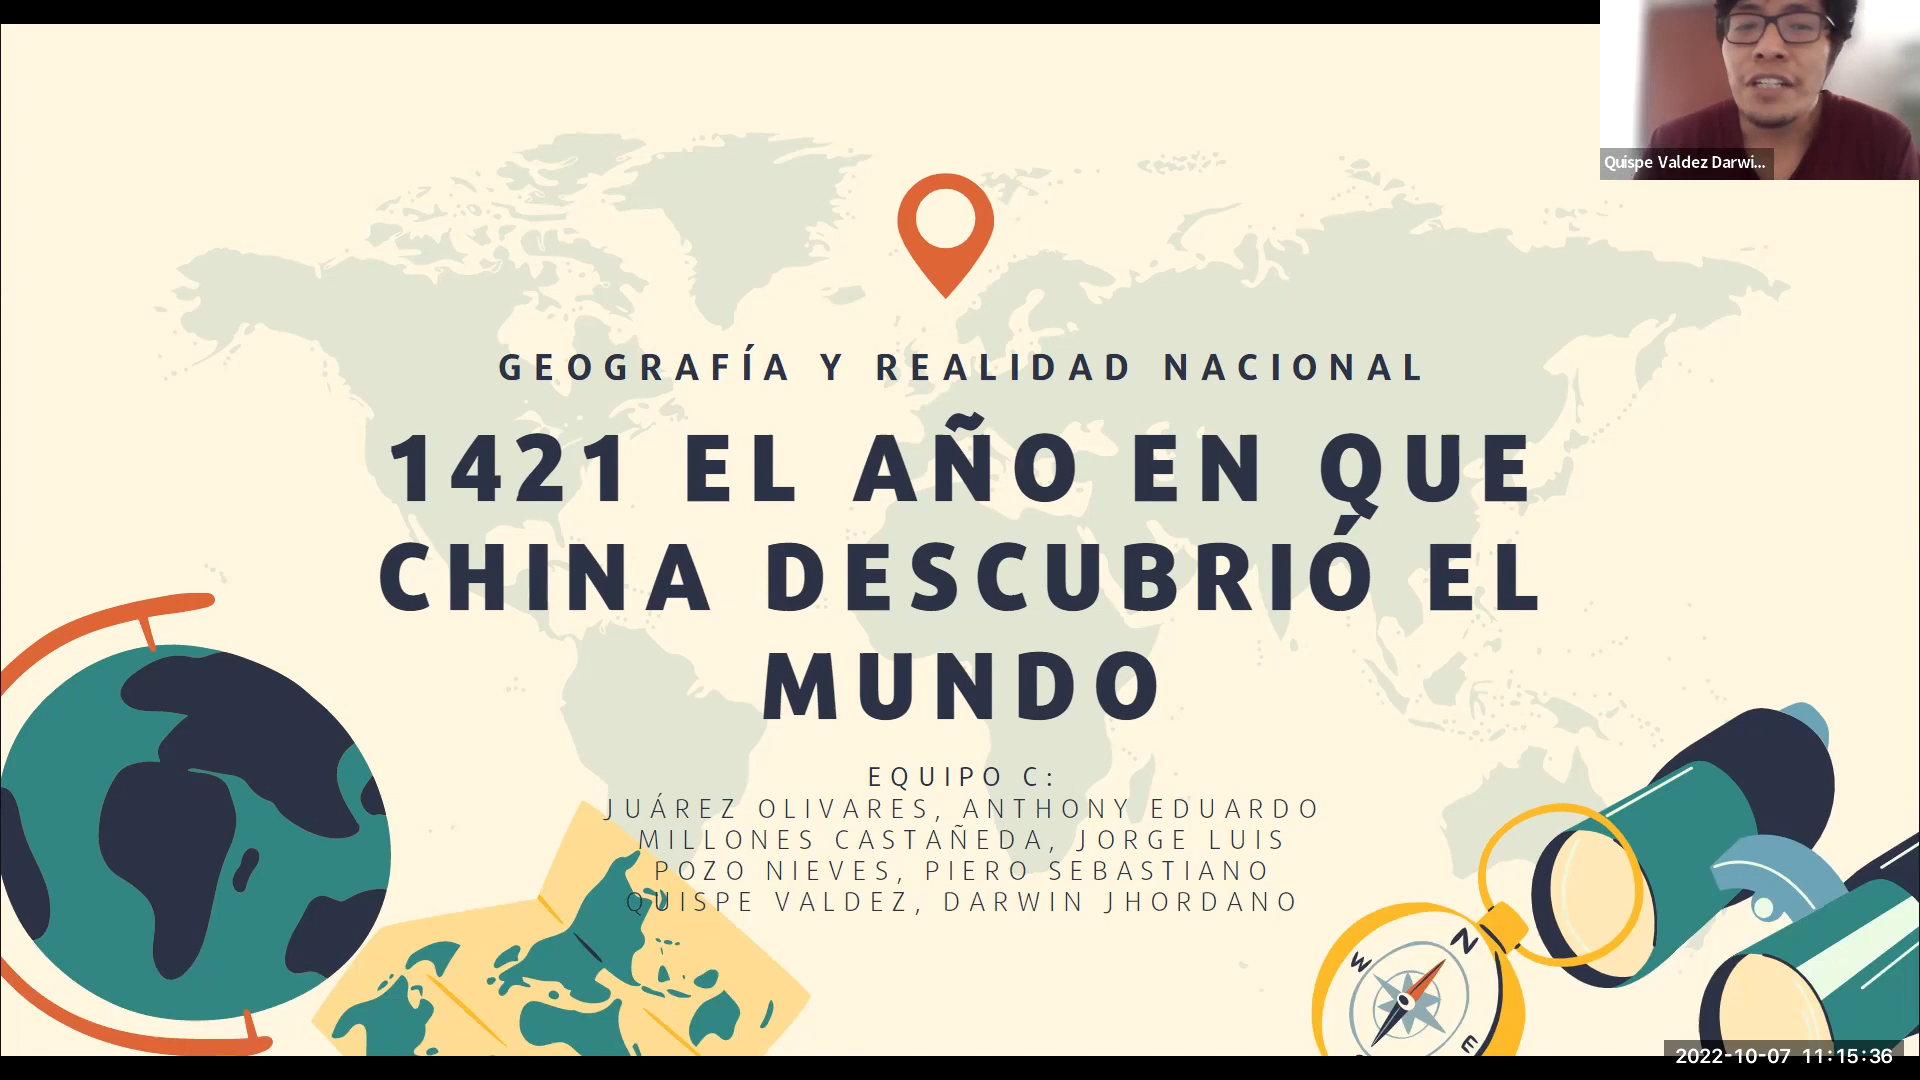 Quispe Valdez Darwi...
GEOGRAFÍA Y REALIDAD NACIONAL
1421 EL AÑO EN QUE
CHINA DESCUBRIÓ EL
MUNDO
EQUIPO C:
JUÁREZ OLIVARES, ANTHONY EDUARDO
MILLONES CASTAÑEDA, JORGE LUIS
POZO NIEVES, PIERO SEBASTIANO
QUISPE VALDEZ, DARWIN JHORDANO
N
W
E
2022-10-07 11:15:36